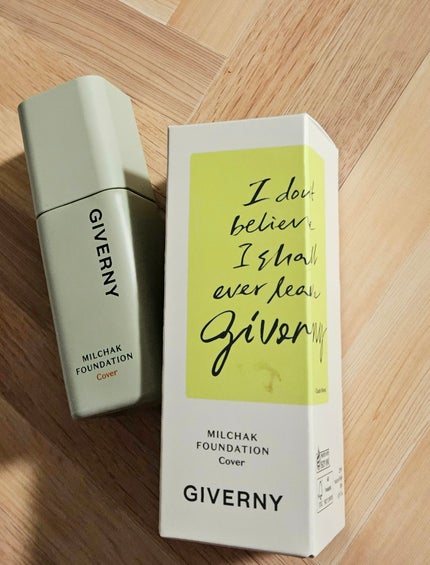 GIVERNY
MILCHAK
FOUNDATION
Cover
I don't
believe
I shall
ever leave
Giverny
MILCHAK
FOUNDATION
Cover
GIVERNY